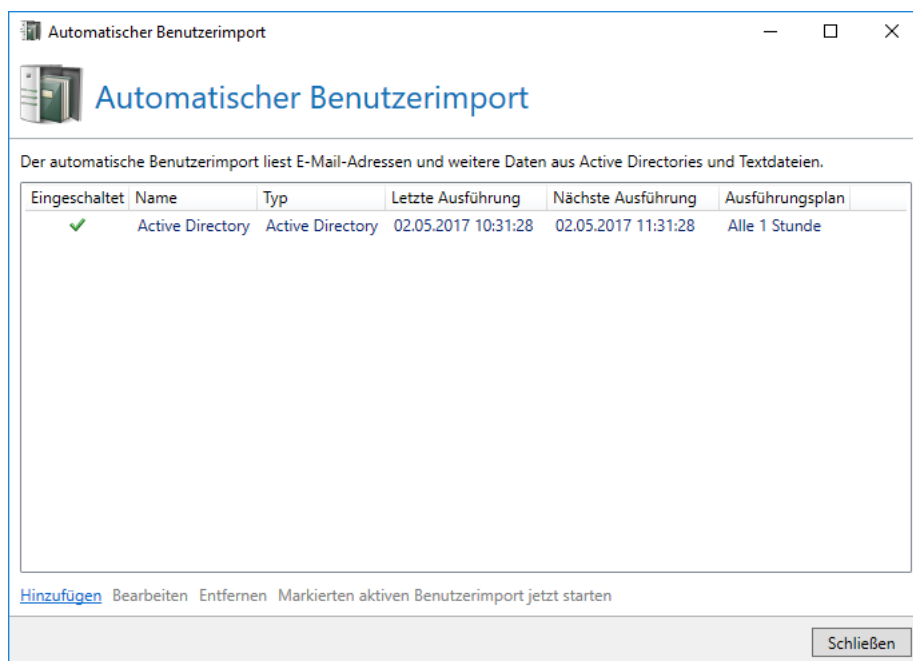 Automatischer Benutzerimport
Automatischer Benutzerimport
Der automatische Benutzerimport liest E-Mail-Adressen und weitere Daten aus Active Directories und Textdateien.
Eingeschaltet Name Typ Letzte Ausführung Nächste Ausführung Ausführungsplan
Active Directory Active Directory 02.05.2017 10:31:28 02.05.2017 11:31:28 Alle 1 Stunde
Hinzufügen Bearbeiten Entfernen Markierten aktiven Benutzerimport jetzt starten
Schließen